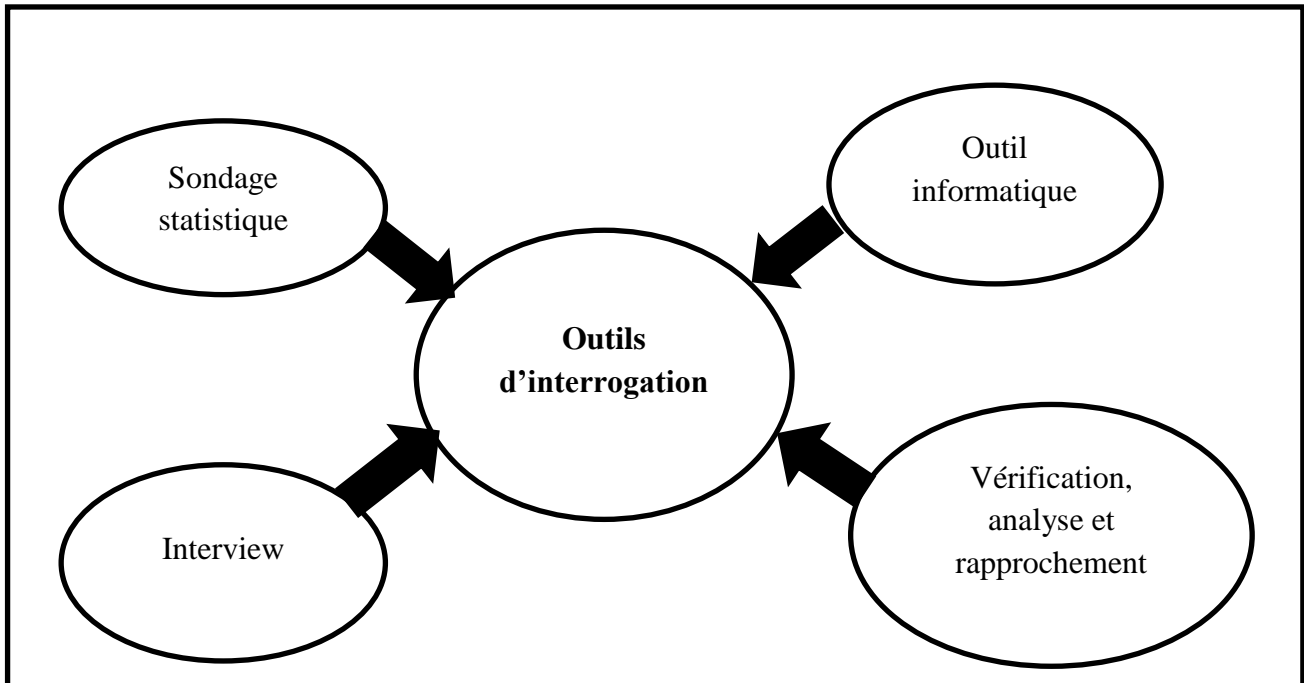 Sondage
statistique
Outil
informatique
Outils
d’interrogation
Interview
Vérification,
analyse et
rapprochement